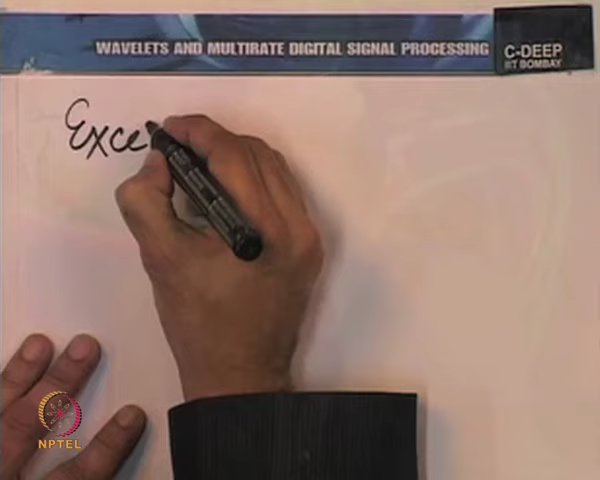 WAVELETS AND MULTIRATE DIGITAL SIGNAL PROCESSING
C-DEEP
IIT BOMBAY
Exce
NPTEL